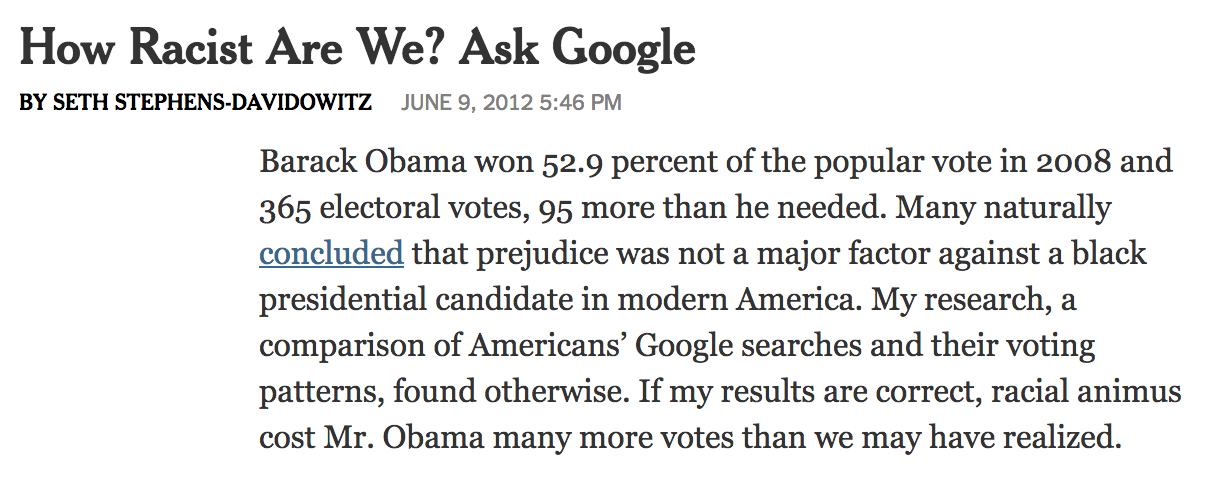 How Racist Are We? Ask Google
BY SETH STEPHENS-DAVIDOWITZ JUNE 9, 2012 5:46 PM
Barack Obama won 52.9 percent of the popular vote in 2008 and
365 electoral votes, 95 more than he needed. Many naturally
concluded that prejudice was not a major factor against a black
presidential candidate in modern America. My research, a
comparison of Americans’ Google searches and their voting
patterns, found otherwise. If my results are correct, racial animus
cost Mr. Obama many more votes than we may have realized.